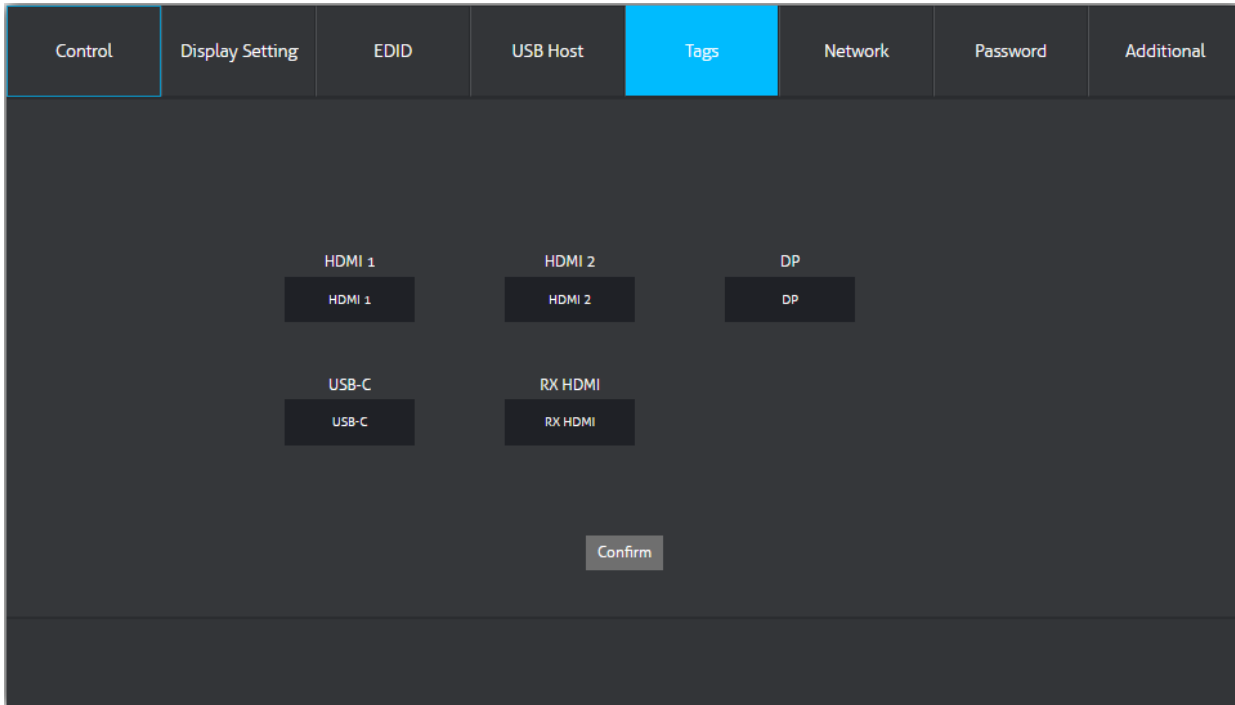 Control Display Setting EDID USB Host Tags Network Password Additional
HDMI 1 HDMI 2 DP
HDMI 1 HDMI 2 DP
USB-C RX HDMI
USB-C RX HDMI
Confirm